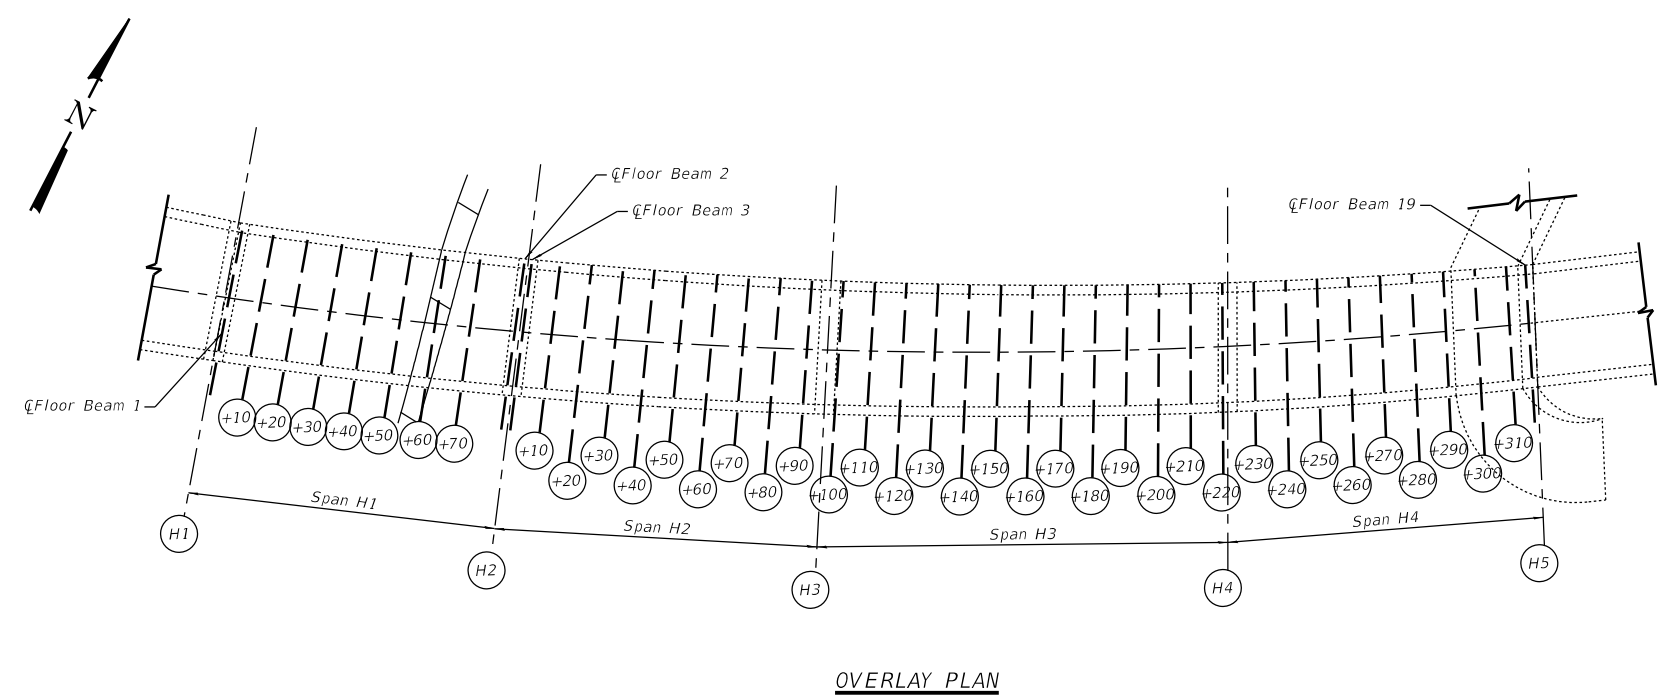 N
℄Floor Beam 2
℄Floor Beam 3
℄Floor Beam 19
℄Floor Beam 1
+10
+20
+30
+40
+50
+60
+70
+10
+20
+30
+40
+50
+60
+70
+80
+90
+100
+110
+120
+130
+140
+150
+160
+170
+180
+190
+200
+210
+220
+230
+240
+250
+260
+270
+280
+290
+300
+310
Span H1
Span H2
Span H3
Span H4
H1
H2
H3
H4
H5
OVERLAY PLAN